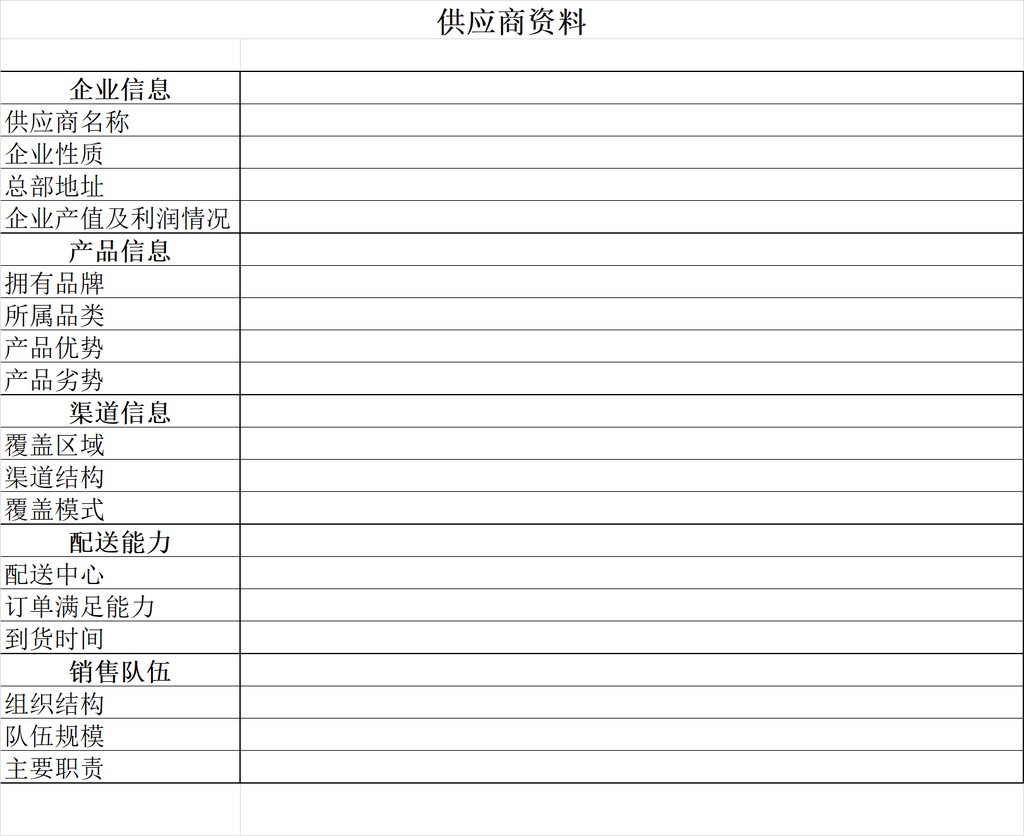 供应商资料
企业信息
供应商名称
企业性质
总部地址
企业产值及利润情况
产品信息
拥有品牌
所属品类
产品优势
产品劣势
渠道信息
覆盖区域
渠道结构
覆盖模式
配送能力
配送中心
订单满足能力
到货时间
销售队伍
组织结构
队伍规模
主要职责